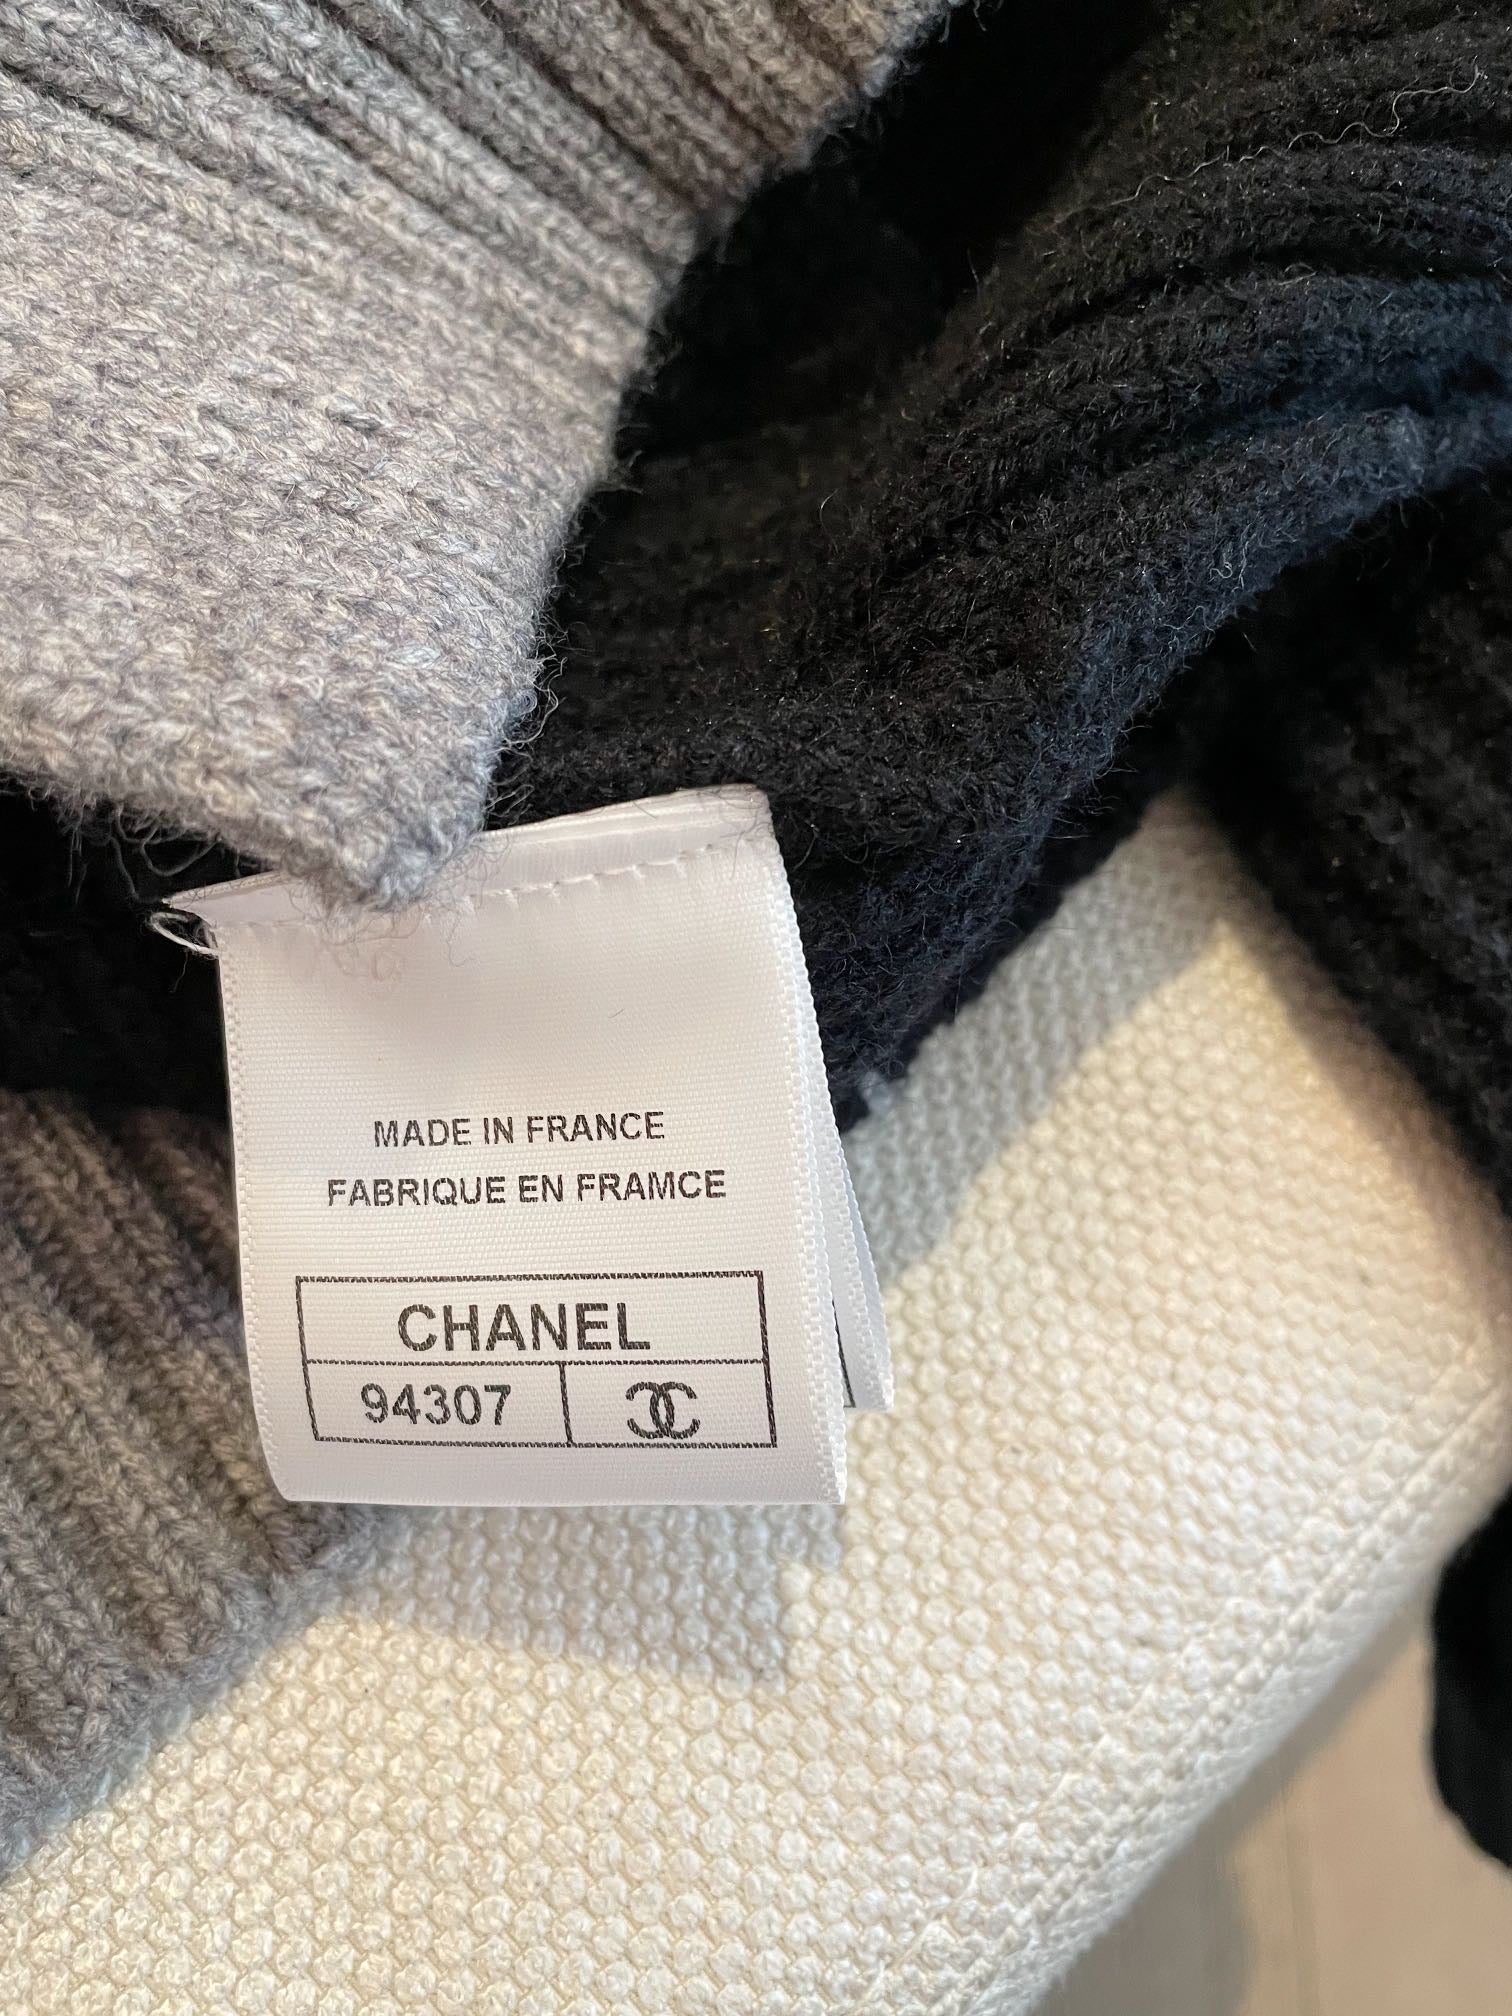 MADE IN FRANCE
FABRIQUE EN FRAMCE
CHANEL
94307